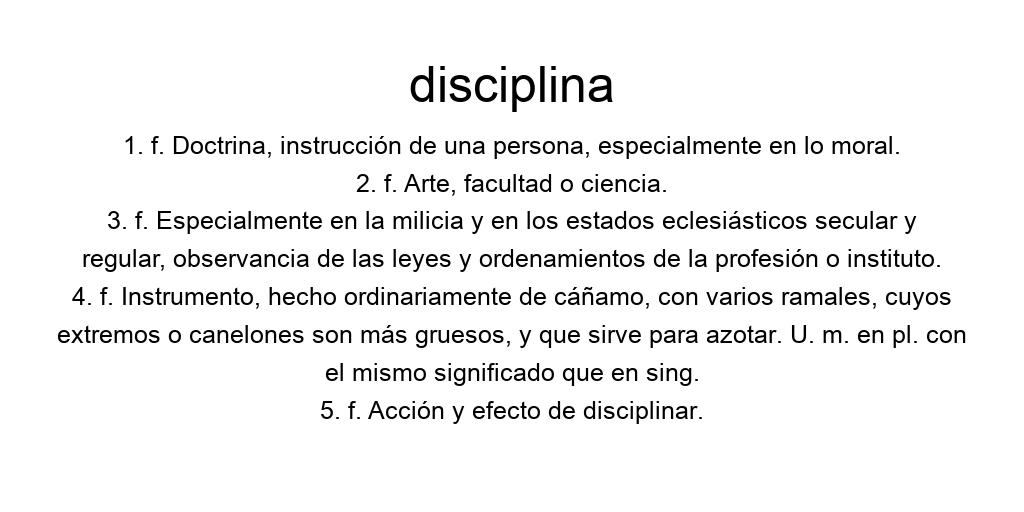 disciplina
1. f. Doctrina, instrucción de una persona, especialmente en lo moral.
2. f. Arte, facultad o ciencia.
3. f. Especialmente en la milicia y en los estados eclesiásticos secular y
regular, observancia de las leyes y ordenamientos de la profesión o instituto.
4. f. Instrumento, hecho ordinariamente de cáñamo, con varios ramales, cuyos
extremos o canelones son más gruesos, y que sirve para azotar. U. m. en pl. con
el mismo significado que en sing.
5. f. Acción y efecto de disciplinar.